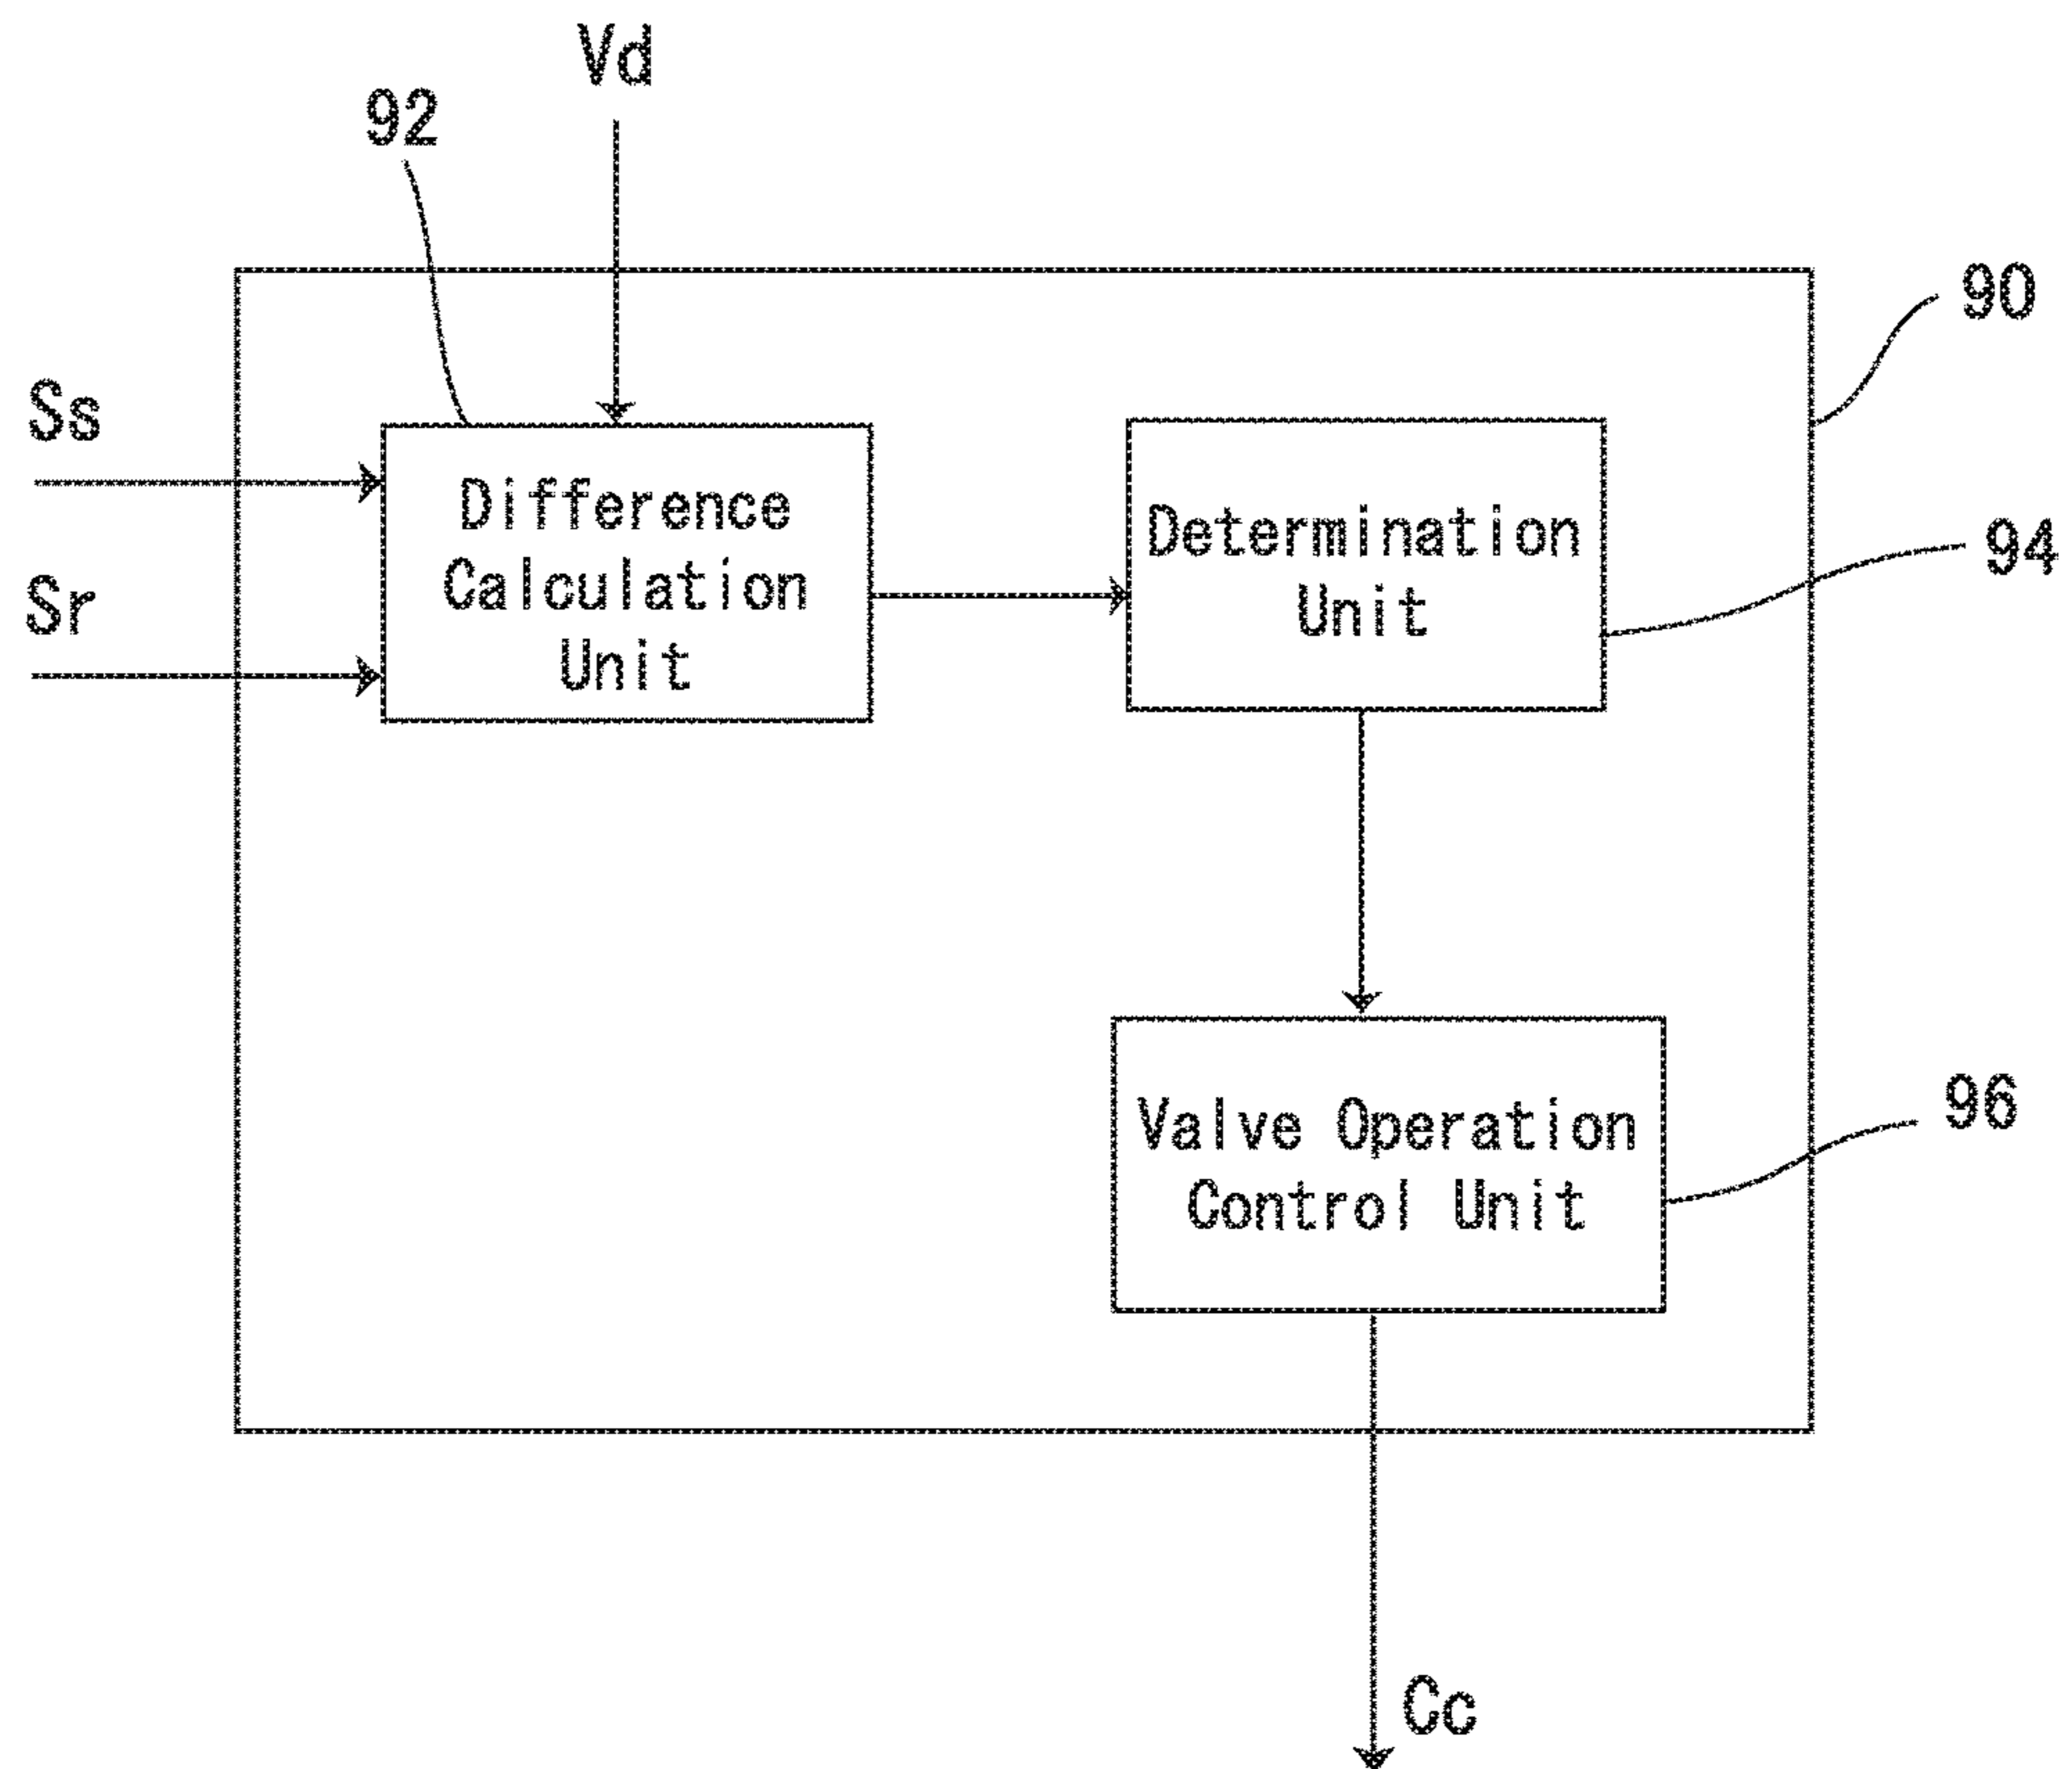 Vd
92
90
Ss
Difference
Calculation
Unit
Determination
Unit
94
Sr
Valve Operation
Control Unit
96
Cc